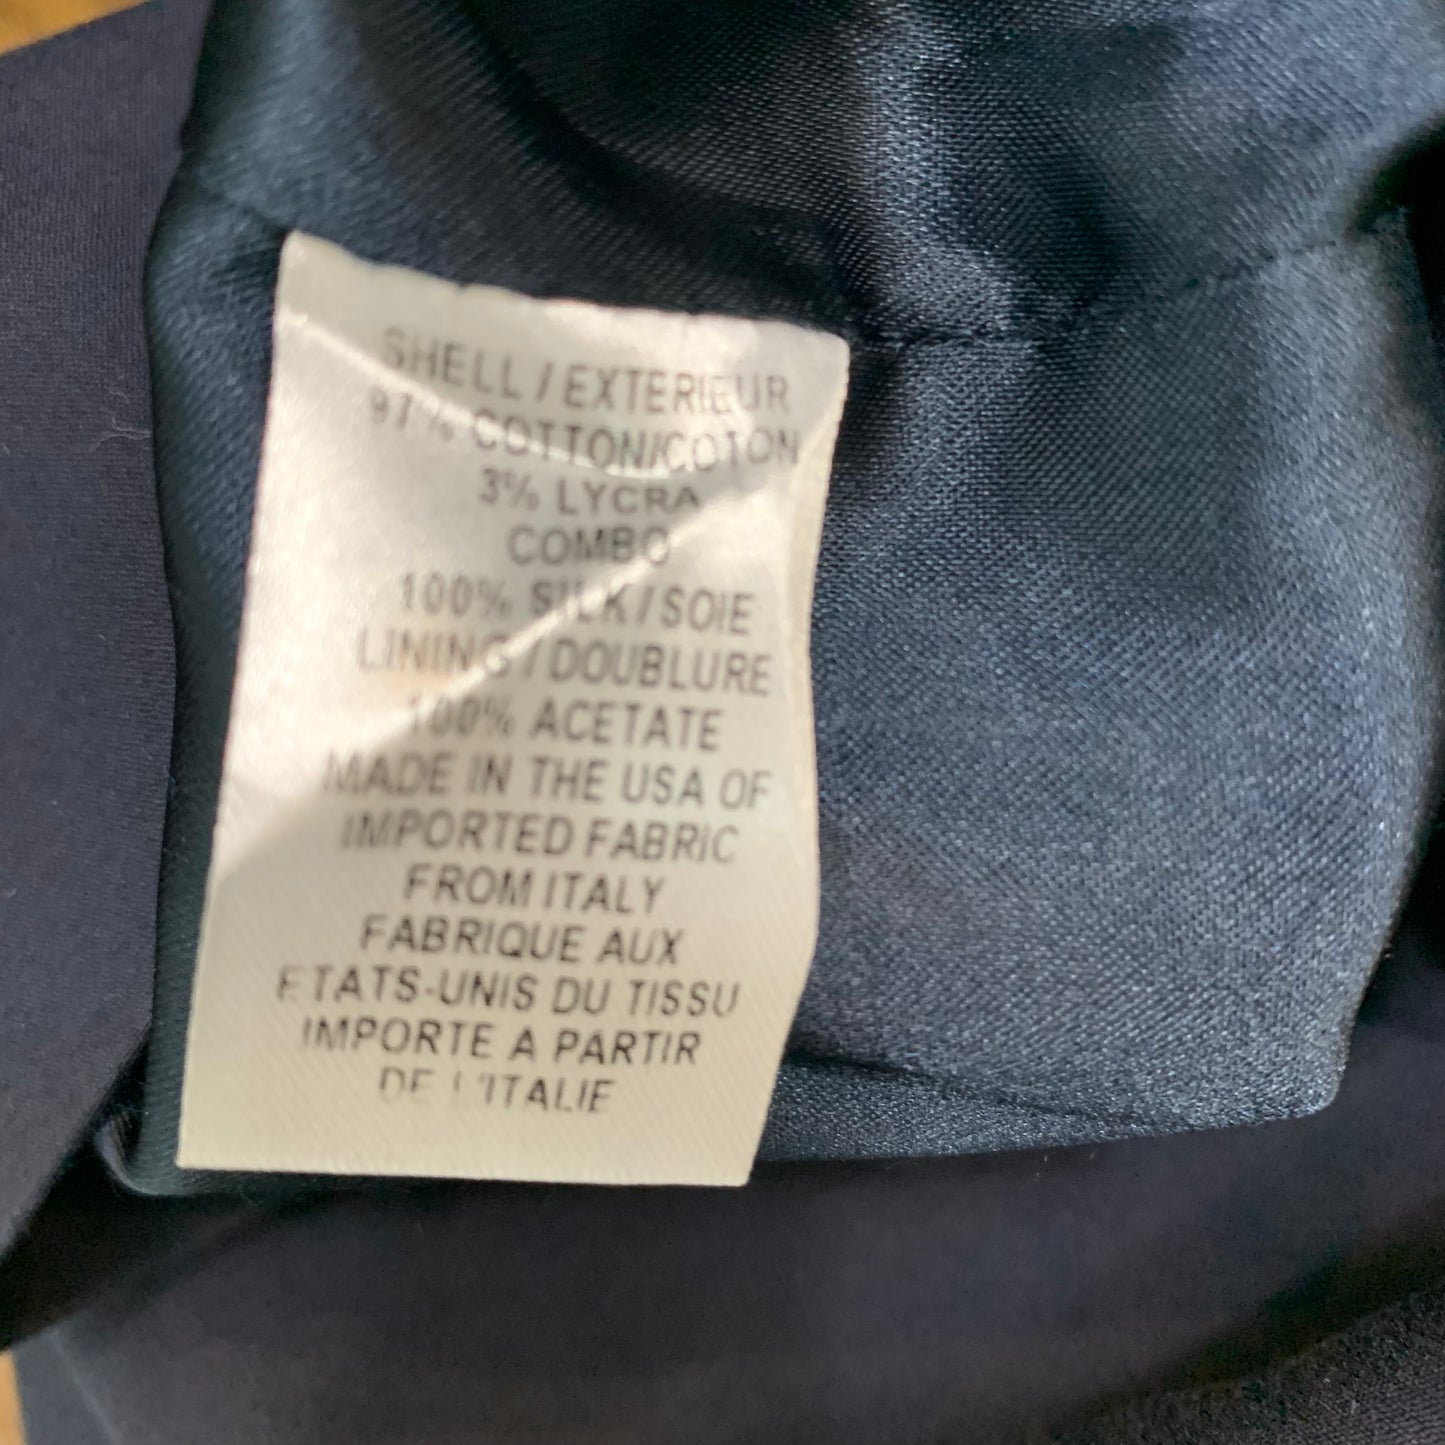 SHELL / EXTERIEUR
97% COTTON/COTON
3% LYCRA
COMBO
100% SILK / SOIE
LINING / DOUBLURE
100% ACETATE
MADE IN THE USA OF
IMPORTED FABRIC
FROM ITALY
FABRIQUE AUX
ETATS-UNIS DU TISSU
IMPORTE A PARTIR
DE L'ITALIE